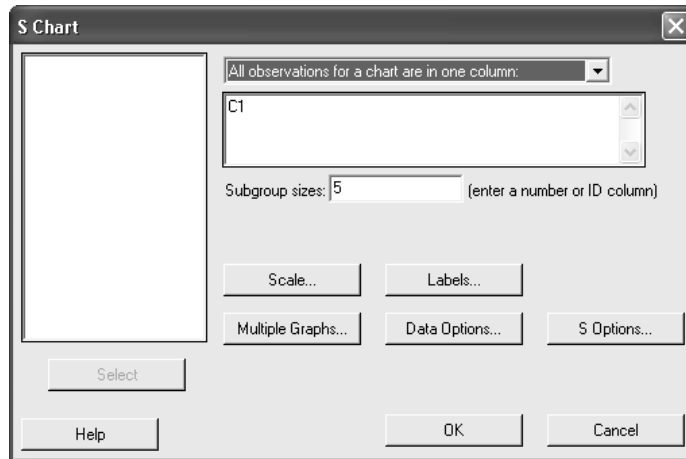 S Chart
All observations for a chart are in one column:
C1
Subgroup sizes: 5 (enter a number or ID column)
Scale... Labels...
Multiple Graphs... Data Options... S Options...
Select
Help OK Cancel